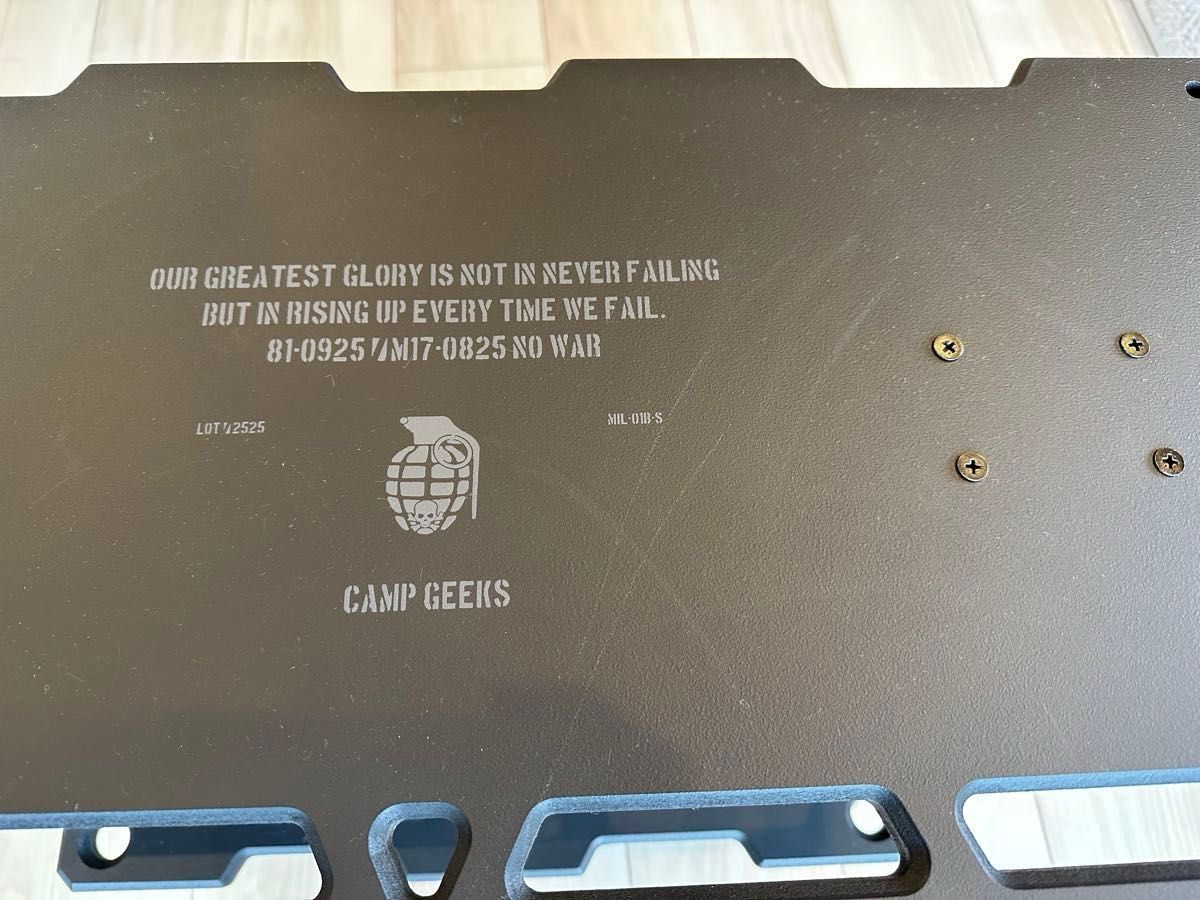 OUR GREATEST GLORY IS NOT IN NEVER FAILING
BUT IN RISING UP EVERY TIME WE FAIL.
81-0925 /M17-0825 NO WAR
LOT/2525
MIL-01B-S
CAMP GEEKS